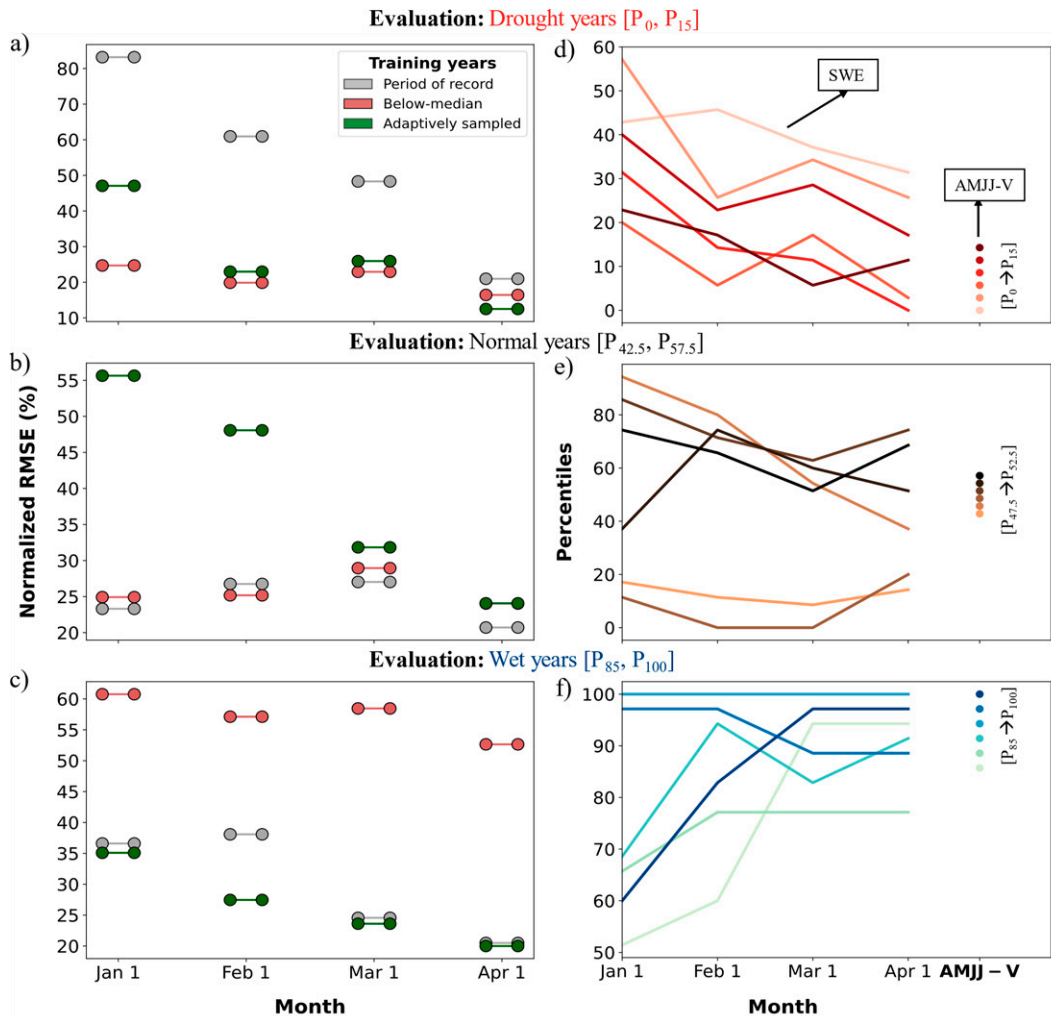 Evaluation: Drought years [P0, P15]
a)
80
70
60
50
40
30
20
10
Training years
Period of record
Below-median
Adaptively sampled
d)
60
50
40
30
20
10
0
SWE
AMJJ-V
[P0→P15]
Evaluation: Normal years [P42.5, P57.5]
b)
55
50
45
40
35
30
25
20
Normalized RMSE (%)
e)
80
60
40
20
0
Percentiles
[P47.5→P52.5]
Evaluation: Wet years [P85, P100]
c)
60
55
50
45
40
35
30
25
20
Jan 1 Feb 1 Mar 1 Apr 1
Month
f)
100
90
80
70
60
50
[P85→P100]
Jan 1 Feb 1 Mar 1 Apr 1 AMJJ − V
Month